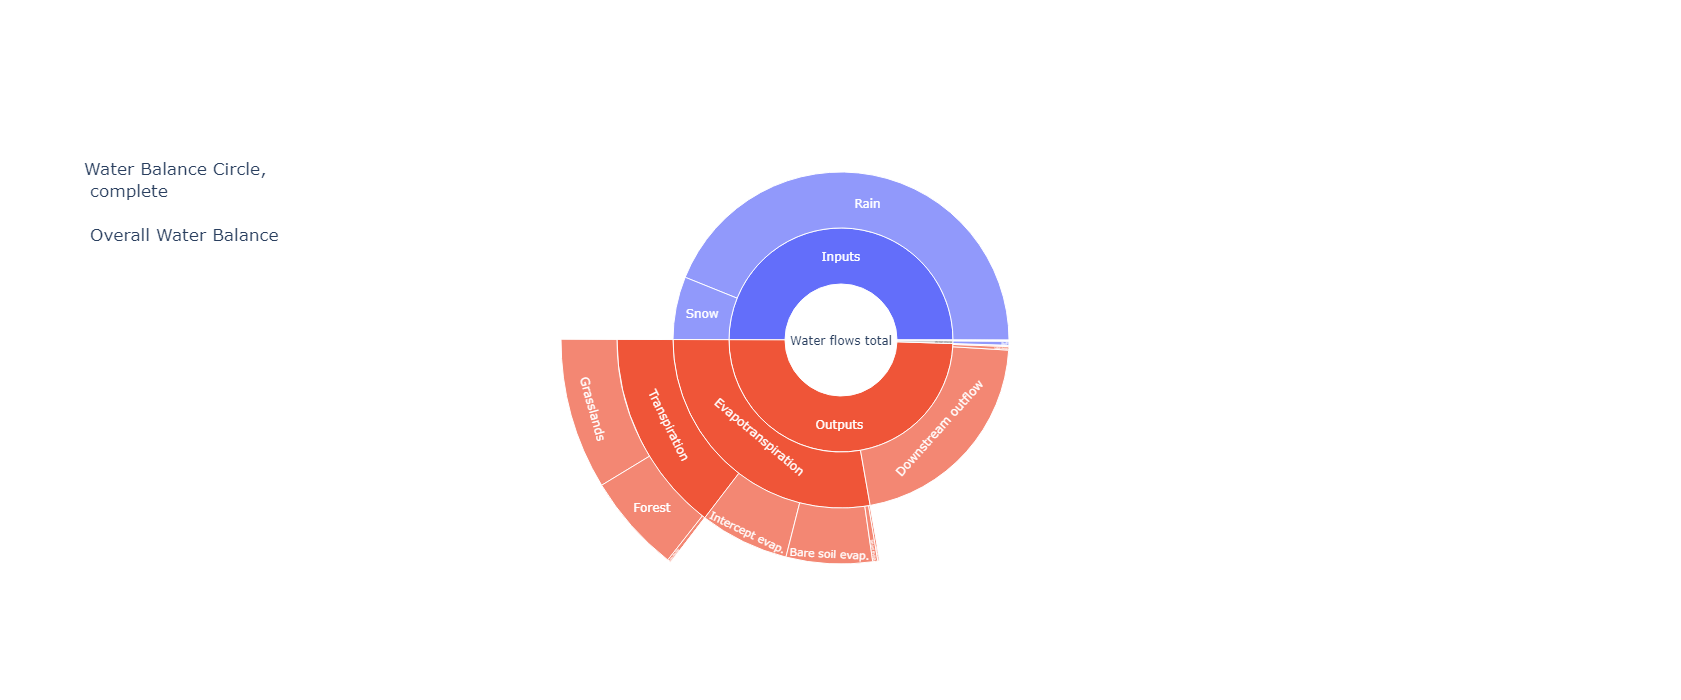 Water Balance Circle,
complete
Overall Water Balance
Rain
Inputs
Snow
Water flows total
Outputs
Evapotranspiration
Downstream outflow
Transpiration
Grasslands
Forest
Intercept evap.
Bare soil evap.